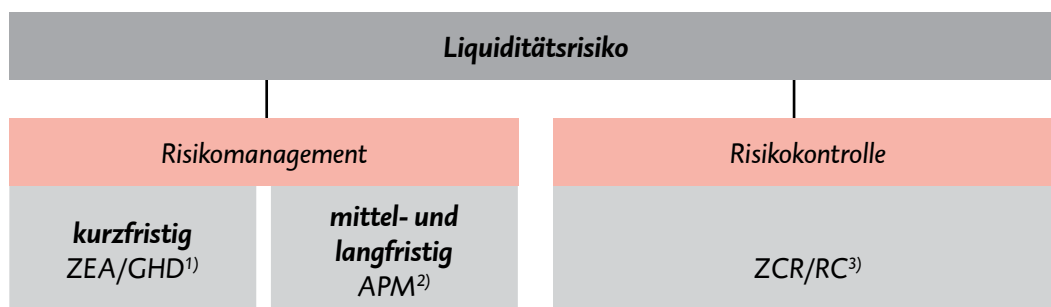 Liquiditätsrisiko
Risikomanagement
Risikokontrolle
kurzfristig
ZEA/GHD1)
mittel- und
langfristig
APM2)
ZCR/RC3)